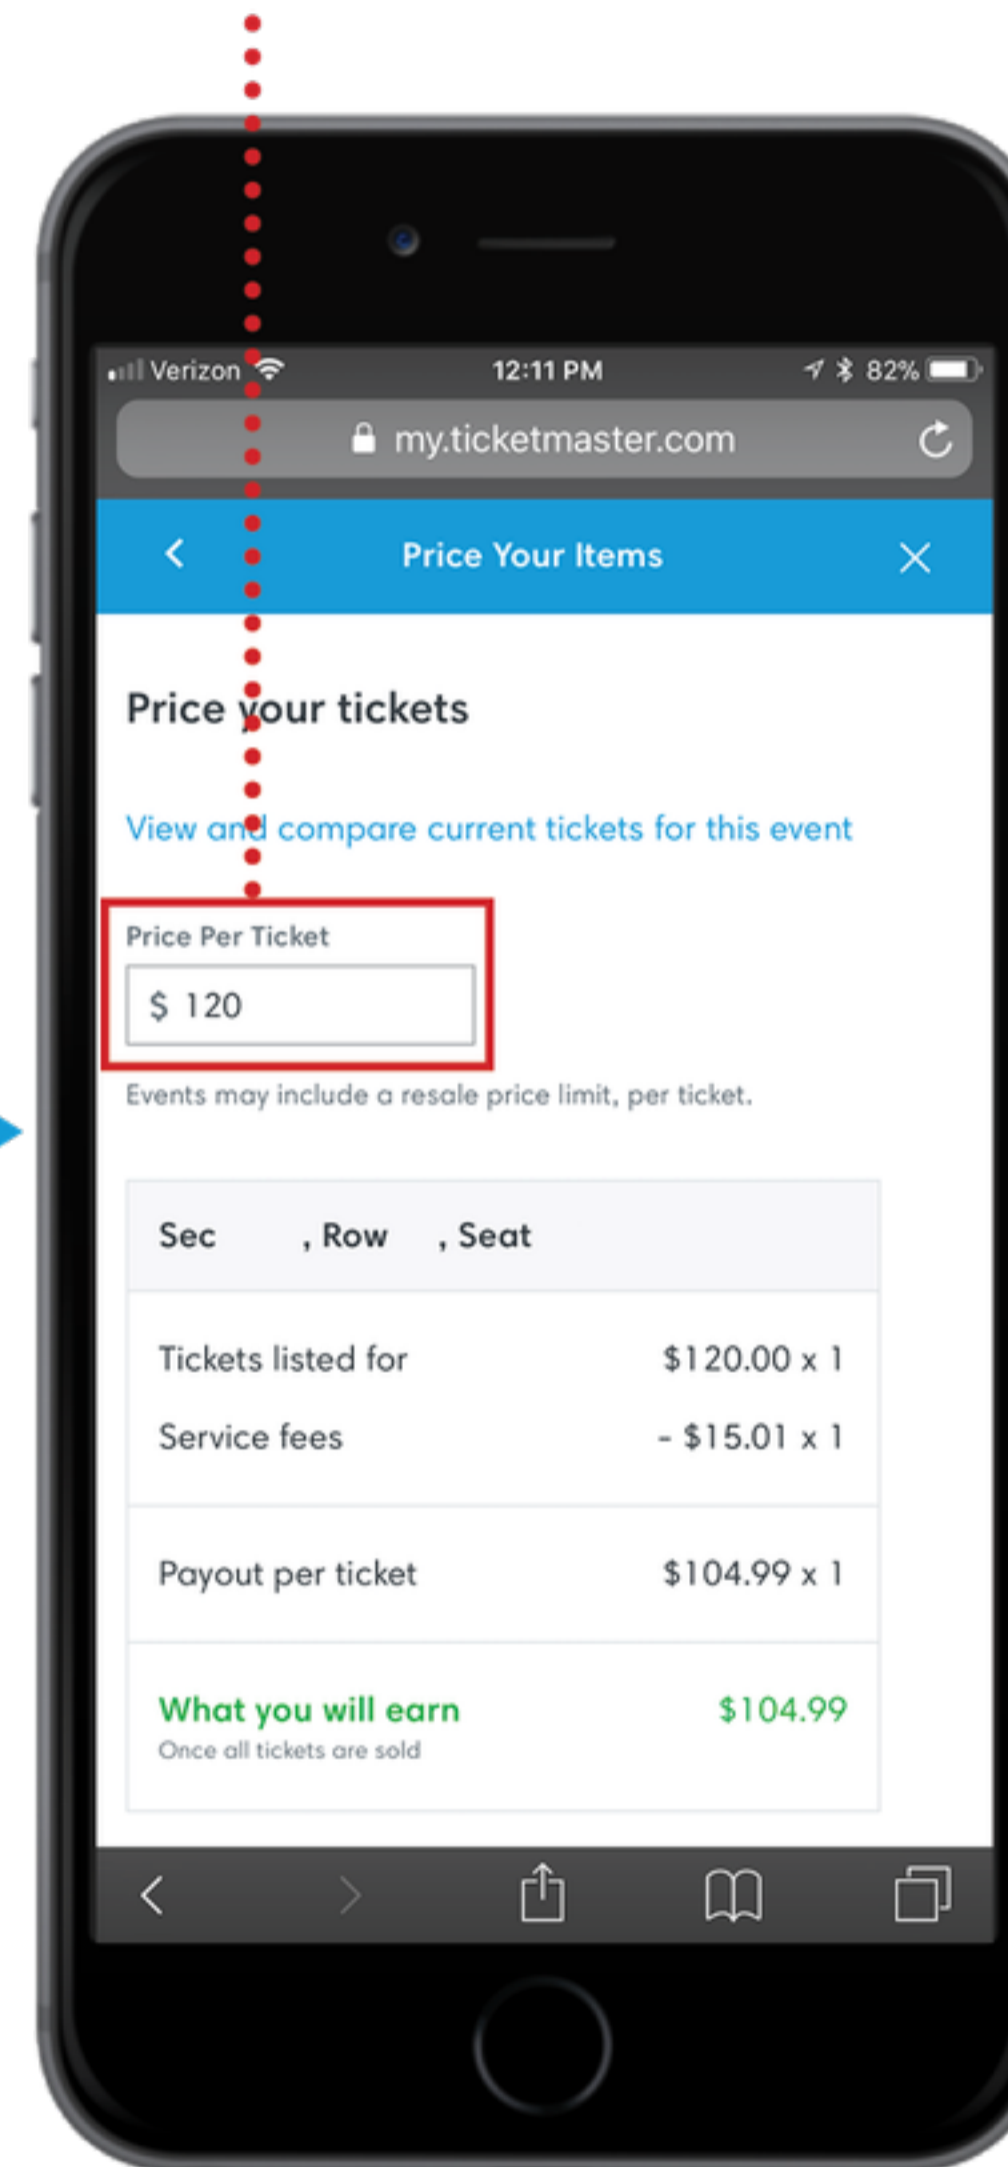 Verizon 12:11 PM 82%
my.ticketmaster.com
Price Your Items
Price your tickets
View and compare current tickets for this event
Price Per Ticket
$ 120
Events may include a resale price limit, per ticket.
Sec , Row , Seat
Tickets listed for $120.00 x 1
Service fees - $15.01 x 1
Payout per ticket $104.99 x 1
What you will earn $104.99
Once all tickets are sold